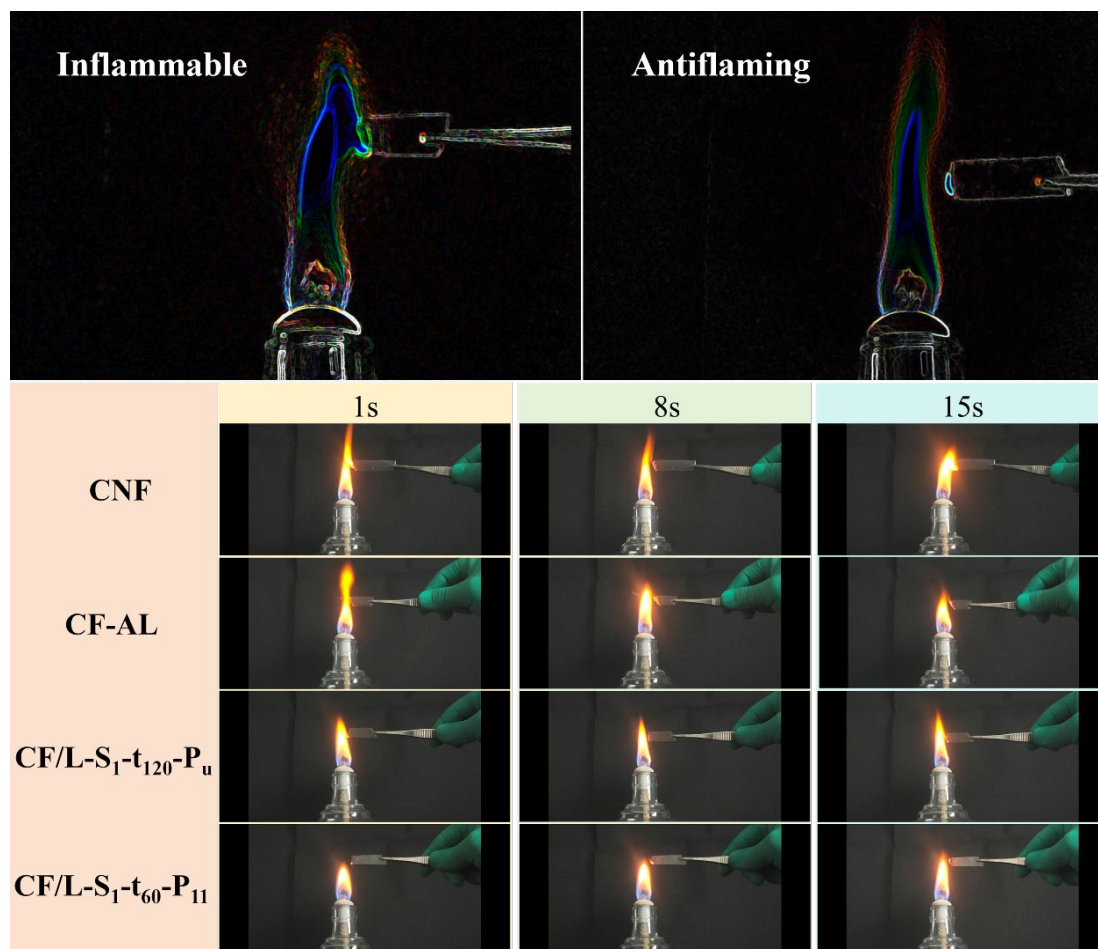 Inflammable
Antiflaming
1s
8s
15s
CNF
CF-AL
CF/L-S₁-t₁₂₀-Pᵤ
CF/L-S₁-t₆₀-P₁₁